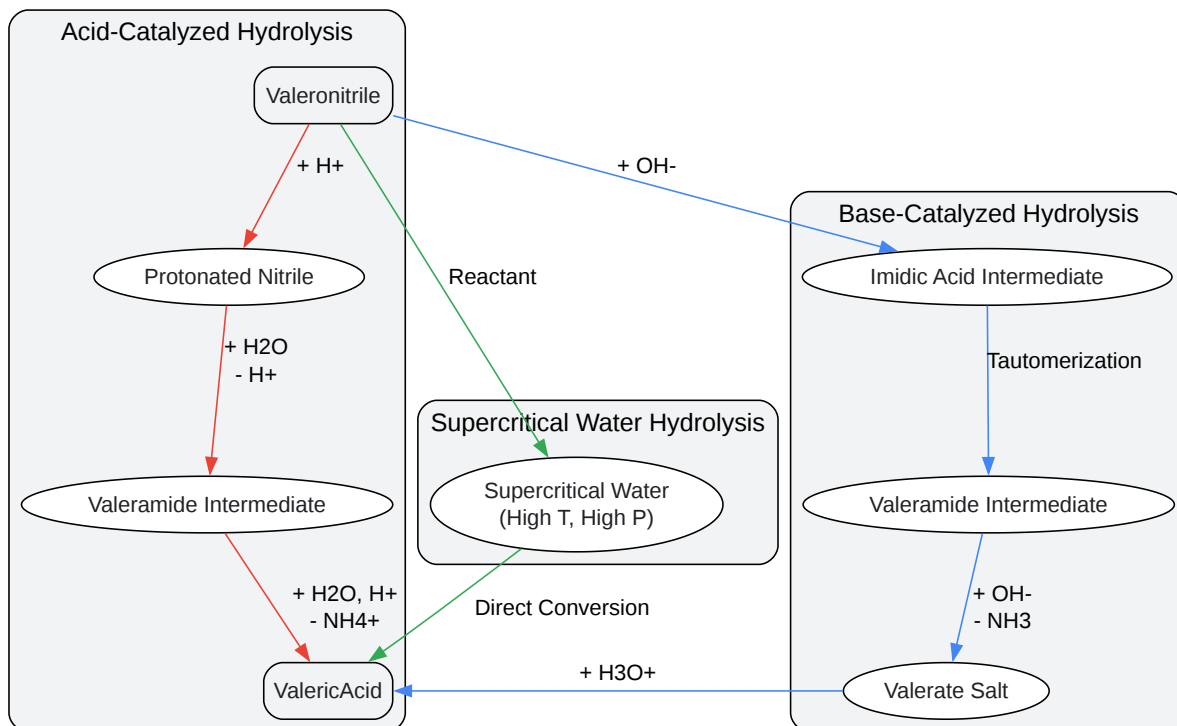 Acid-Catalyzed Hydrolysis
Valeronitrile
+ H+
+ OH-
Base-Catalyzed Hydrolysis
Protonated Nitrile
Reactant
Imidic Acid Intermediate
+ H2O
- H+
Tautomerization
Supercritical Water Hydrolysis
Valeramide Intermediate
Supercritical Water
(High T, High P)
Valeramide Intermediate
+ H2O, H+
- NH4+
Direct Conversion
+ OH-
- NH3
ValericAcid
+ H3O+
Valerate Salt